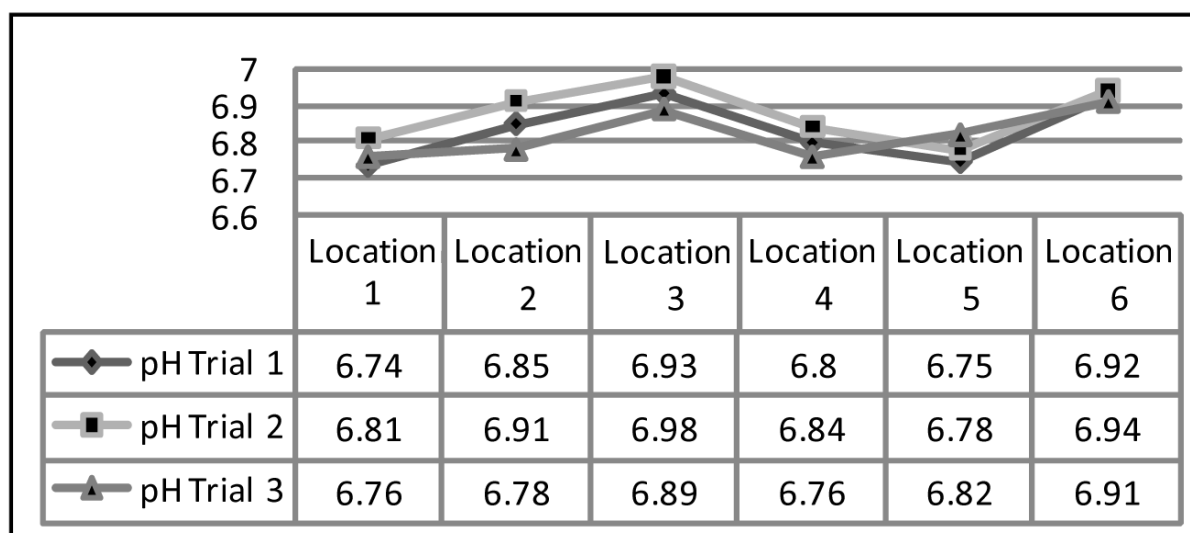 7
6.9
6.8
6.7
6.6
Location 1 Location 2 Location 3 Location 4 Location 5 Location 6
pH Trial 1 6.74 6.85 6.93 6.8 6.75 6.92
pH Trial 2 6.81 6.91 6.98 6.84 6.78 6.94
pH Trial 3 6.76 6.78 6.89 6.76 6.82 6.91